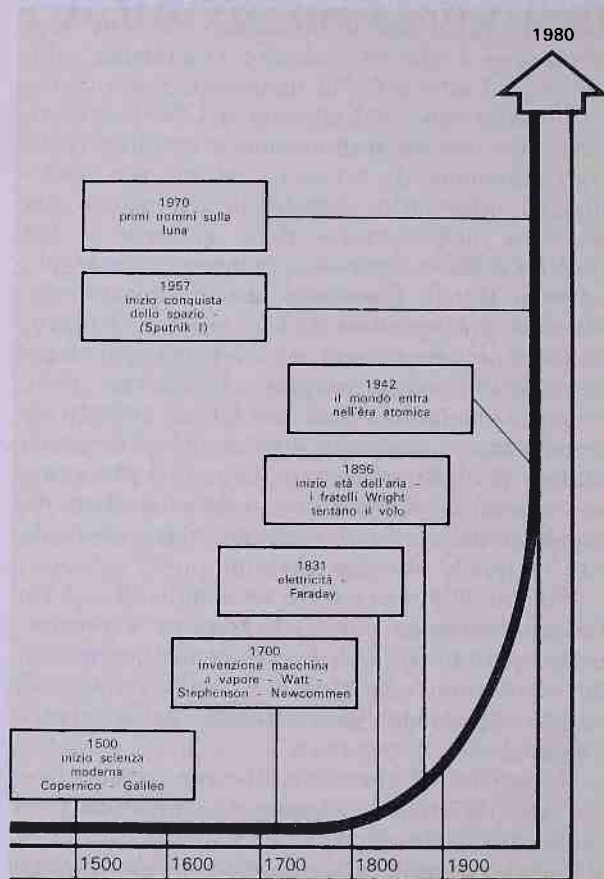 1980
1970
primi uomini sulla
luna
1957
inizio conquista
dello spazio -
(Sputnik I)
1942
il mondo entra
nell'èra atomica
1896
inizio età dell'aria -
i fratelli Wright
tentano il volo
1831
elettricità -
Faraday
1700
invenzione macchina
a vapore - Watt -
Stephenson - Newcommen
1500
inizio scienza
moderna
Copernico - Galileo
1500 1600 1700 1800 1900